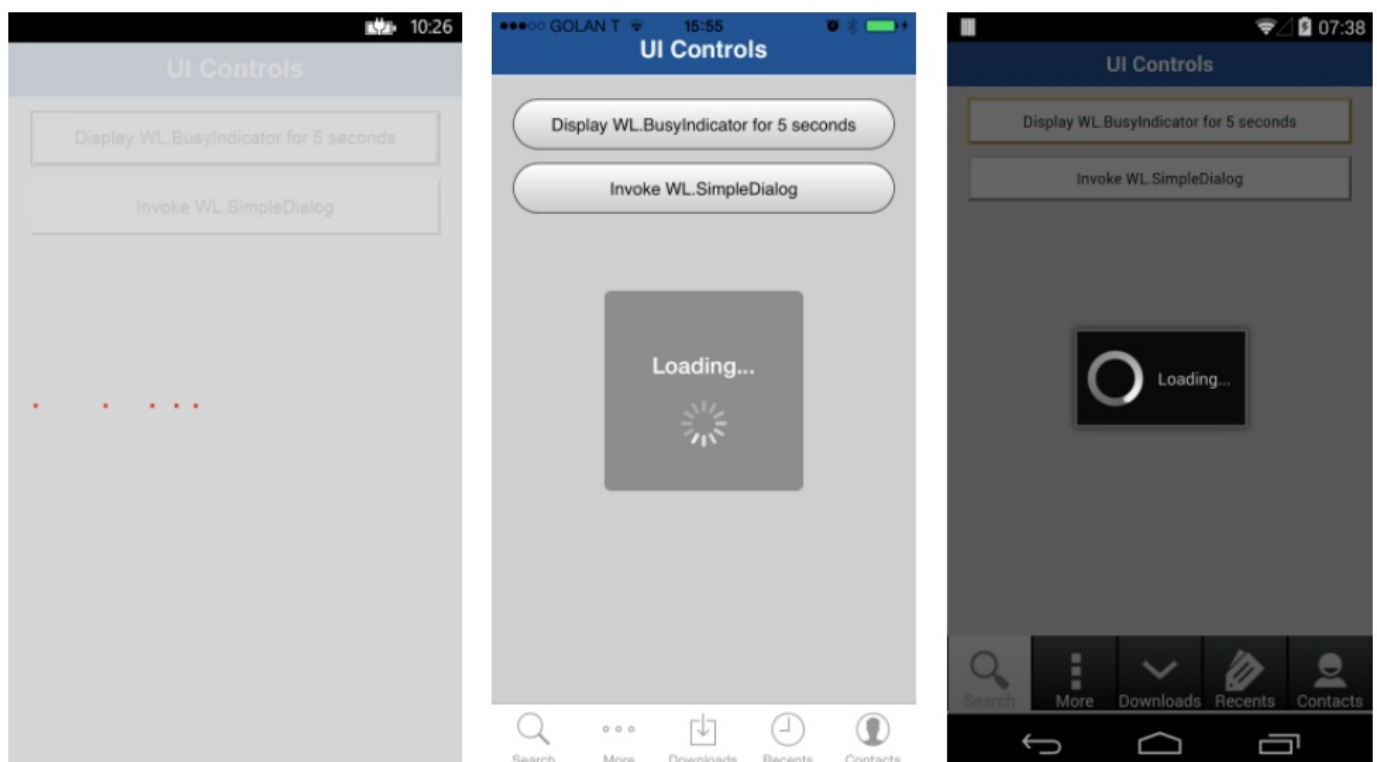 10:26
UI Controls
Display WL.BusyIndicator for 5 seconds
Invoke WL.SimpleDialog
GOLAN T 15:55
UI Controls
Display WL.BusyIndicator for 5 seconds
Invoke WL.SimpleDialog
Loading...
Search More Downloads Recents Contacts
07:38
UI Controls
Display WL.BusyIndicator for 5 seconds
Invoke WL.SimpleDialog
Loading...
Search More Downloads Recents Contacts